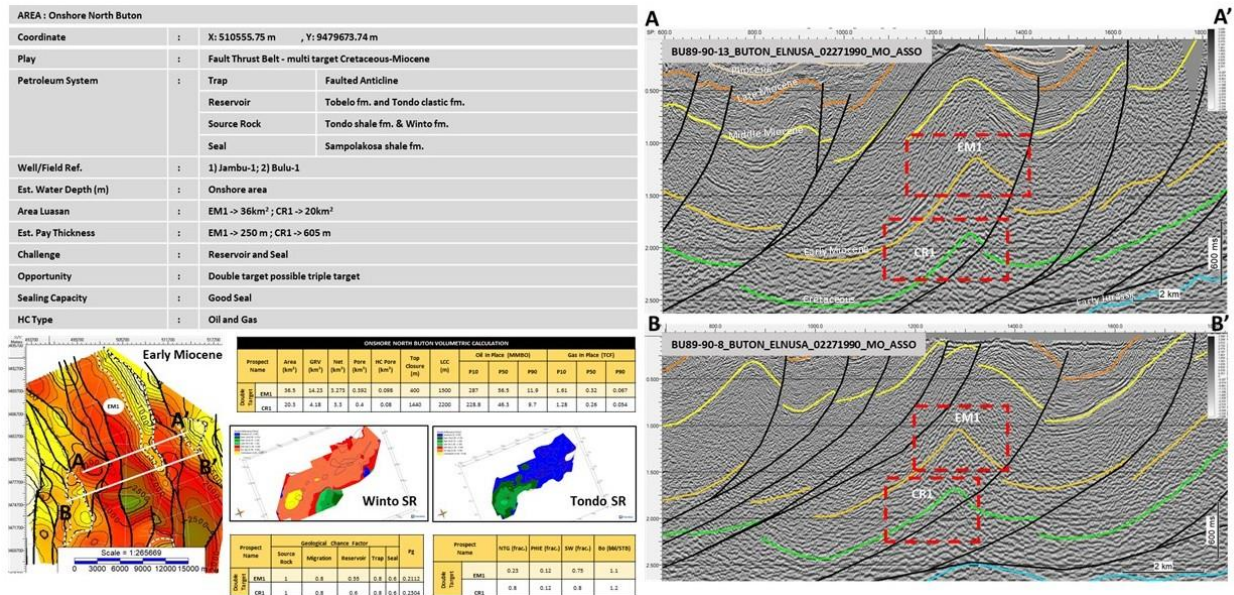 AREA : Onshore North Buton
Coordinate : X: 510555.75 m , Y: 9479673.74 m
Play : Fault Thrust Belt - multi target Cretaceous-Miocene
Petroleum System : Trap Faulted Anticline
Reservoir Tobelo fm. and Tondo clastic fm.
Source Rock Tondo shale fm. & Winto fm.
Seal Sampolakosa shale fm.
Well/Field Ref. : 1) Jambu-1; 2) Bulu-1
Est. Water Depth (m) : Onshore area
Area Luasan : EM1 -> 36km² ; CR1 -> 20km²
Est. Pay Thickness : EM1 -> 250 m ; CR1 -> 605 m
Challenge : Reservoir and Seal
Opportunity : Double target possible triple target
Sealing Capacity : Good Seal
HC Type : Oil and Gas
A A'
BU89-90-13_BUTON_ELNUSA_02271990_MO_ASSO
Late Miocene
Middle Miocene
EM1
Early Miocene
CR1
Cretaceous
Early Jurassic
600 ms
2 km
B B'
BU89-90-8_BUTON_ELNUSA_02271990_MO_ASSO
EM1
CR1
600 ms
2 km
Early Miocene
EM1
A A'
B B'
Scale = 1:265669
0 3000 6000 9000 12000 15000 m
ONSHORE NORTH BUTON VOLUMETRIC CALCULATION
Prospect Name Area (km²) GRV (km³) Net (km³) Pore (km³) HC Pore (km³) Top Closure (m) LCC (m) Oil In Place (MMBO) Gas In Place (TCF)
P10 P50 P90 P10 P50 P90
Double Target
EM1 36.5 14.23 3.273 0.392 0.098 400 1500 287 56.5 11.9 1.61 0.32 0.067
CR1 20.5 4.18 3.3 0.4 0.08 1440 2200 228.8 46.3 9.7 1.28 0.26 0.054
Winto SR
Tondo SR
Prospect Name Geological Chance Factor Pg
Source Rock Migration Reservoir Trap Seal
Double Target
EM1 1 0.8 0.55 0.8 0.6 0.2112
CR1 1 0.8 0.6 0.8 0.6 0.2304
Prospect Name NTG (frac.) PHIE (frac.) SW (frac.) Bo (bbl/STB)
Double Target
EM1 0.23 0.12 0.75 1.1
CR1 0.8 0.12 0.8 1.2